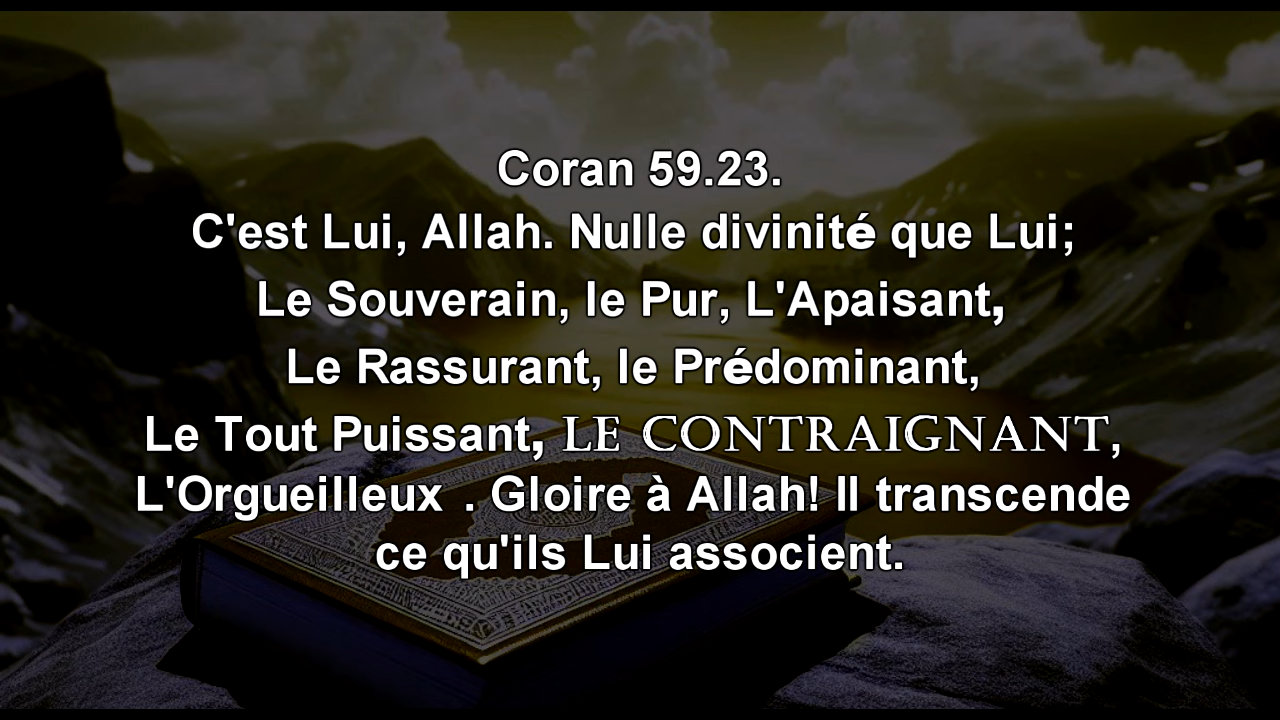 Coran 59.23.
C'est Lui, Allah. Nulle divinité que Lui;
Le Souverain, le Pur, L'Apaisant,
Le Rassurant, le Prédominant,
Le Tout Puissant, LE CONTRAIGNANT,
L'Orgueilleux . Gloire à Allah! Il transcende
ce qu'ils Lui associent.